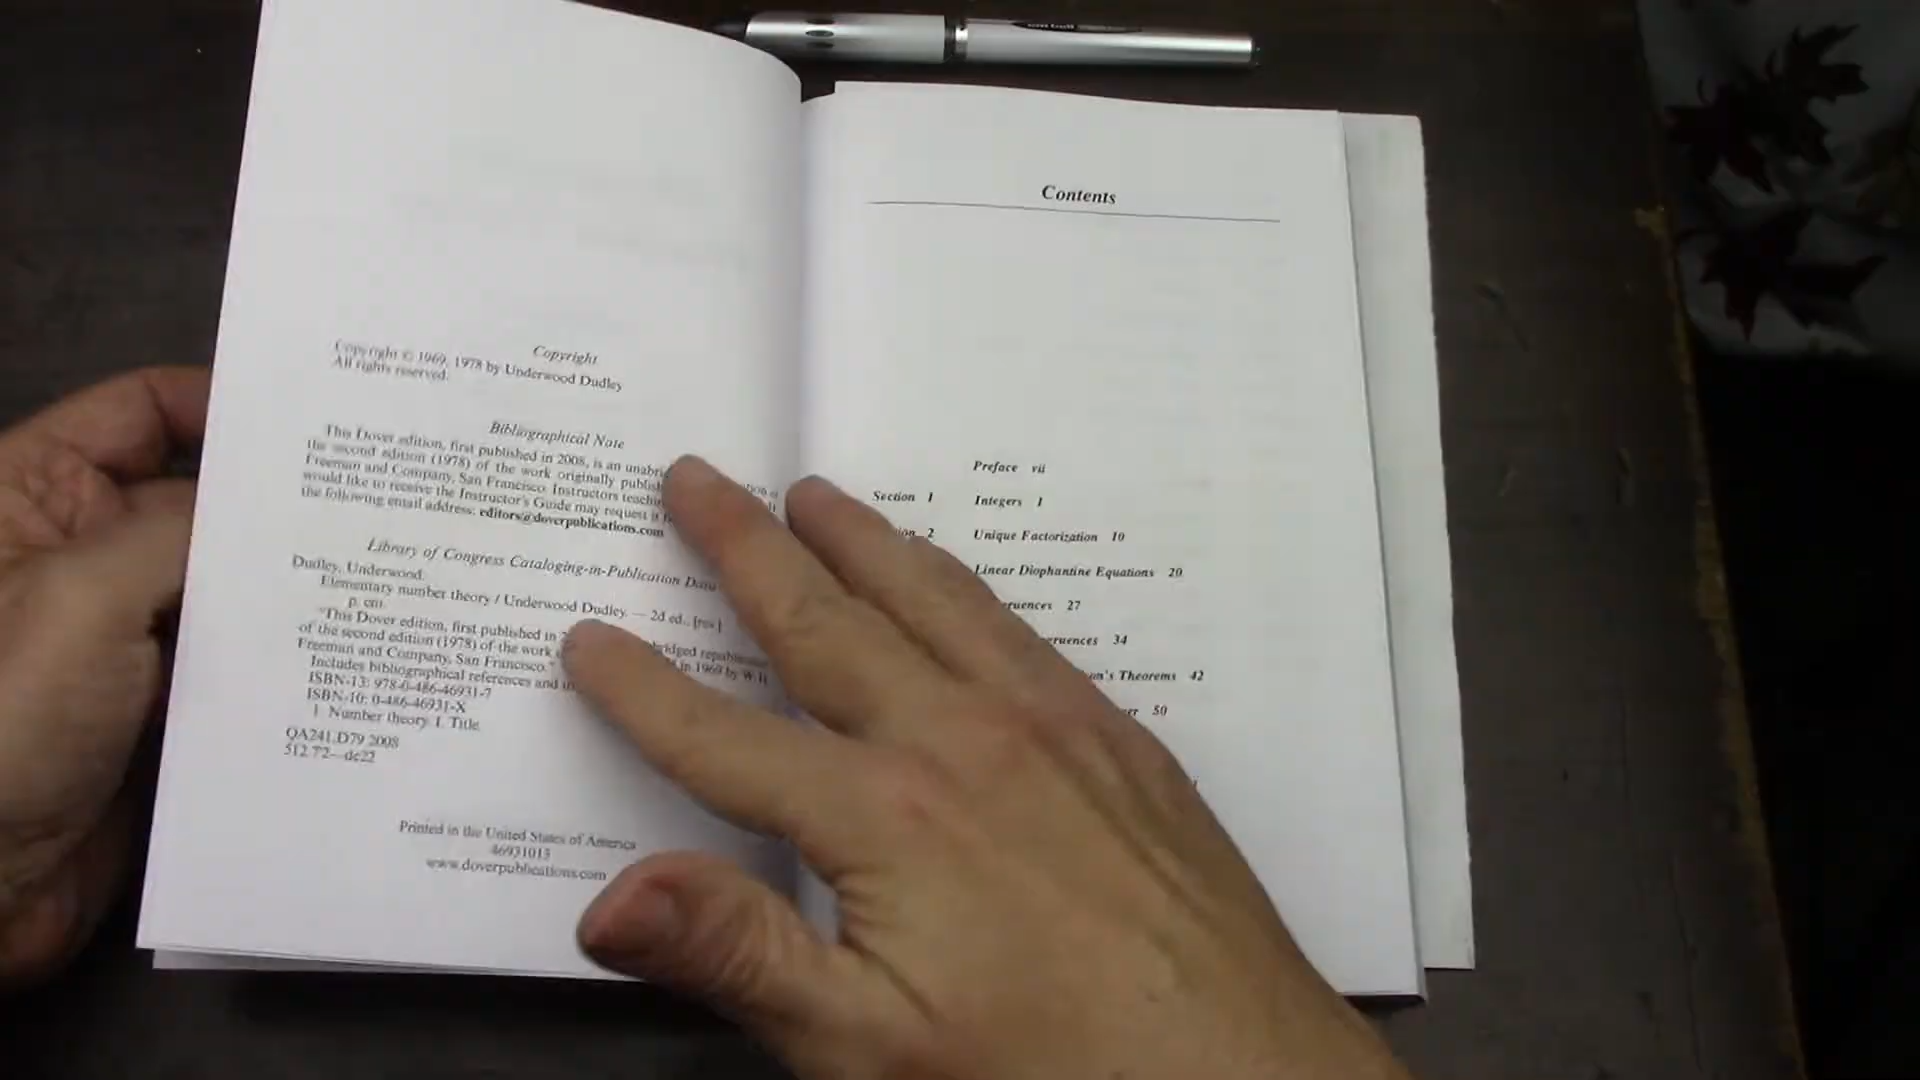 Copyright
Copyright © 1969, 1978 by Underwood Dudley
All rights reserved.
Bibliographical Note
This Dover edition, first published in 2008, is an
the second edition (1978) of the work originally
Freeman and Company, San Francisco. Instructors
would like to receive the Instructor's Guide may request it
the following email address: editors@doverpublications.com
Library of Congress Cataloging-in-Publication Data
Dudley, Underwood.
Elementary number theory / Underwood Dudley. — 2d ed.,
p. cm.
"This Dover edition, first published in
of the second edition (1978) of the work in 1969 by W.H.
Freeman and Company, San Francisco."
Includes bibliographical references and
ISBN-13: 978-0-486-46931-7
ISBN-10: 0-486-46931-X
1. Number theory. I. Title.
QA241.D79 2008
512.7'2—dc22
Printed in the United States of America
46931013
www.doverpublications.com
Contents
Preface vii
Section 1 Integers 1
2 Unique Factorization 10
Linear Diophantine Equations 20
27
34
Theorems 42
50